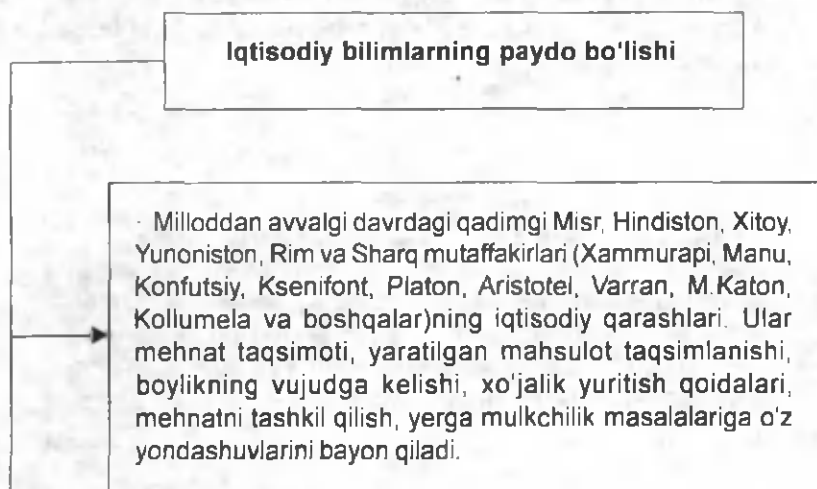 Iqtisodiy bilimlarning paydo bo'lishi
Milloddan avvalgi davrdagi qadimgi Misr, Hindiston, Xitoy,
Yunoniston, Rim va Sharq mutaffakirlari (Xammurapi, Manu,
Konfutsiy, Ksenifont, Platon, Aristotel, Varran, M.Katon,
Kollumela va boshqalar)ning iqtisodiy qarashlari. Ular
mehnat taqsimoti, yaratilgan mahsulot taqsimlanishi,
boylikning vujudga kelishi, xo'jalik yuritish qoidalari,
mehnatni tashkil qilish, yerga mulkchilik masalalariga o'z
yondashuvlarini bayon qiladi.